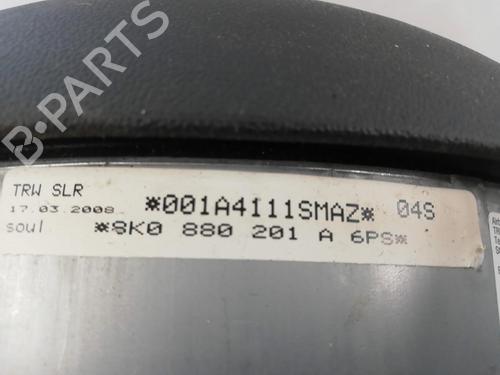 B-PARTS
TRW SLR
17.03.2008
*001A4111SMAZ* 04S
soul *8K0 880 201 A 6PS*